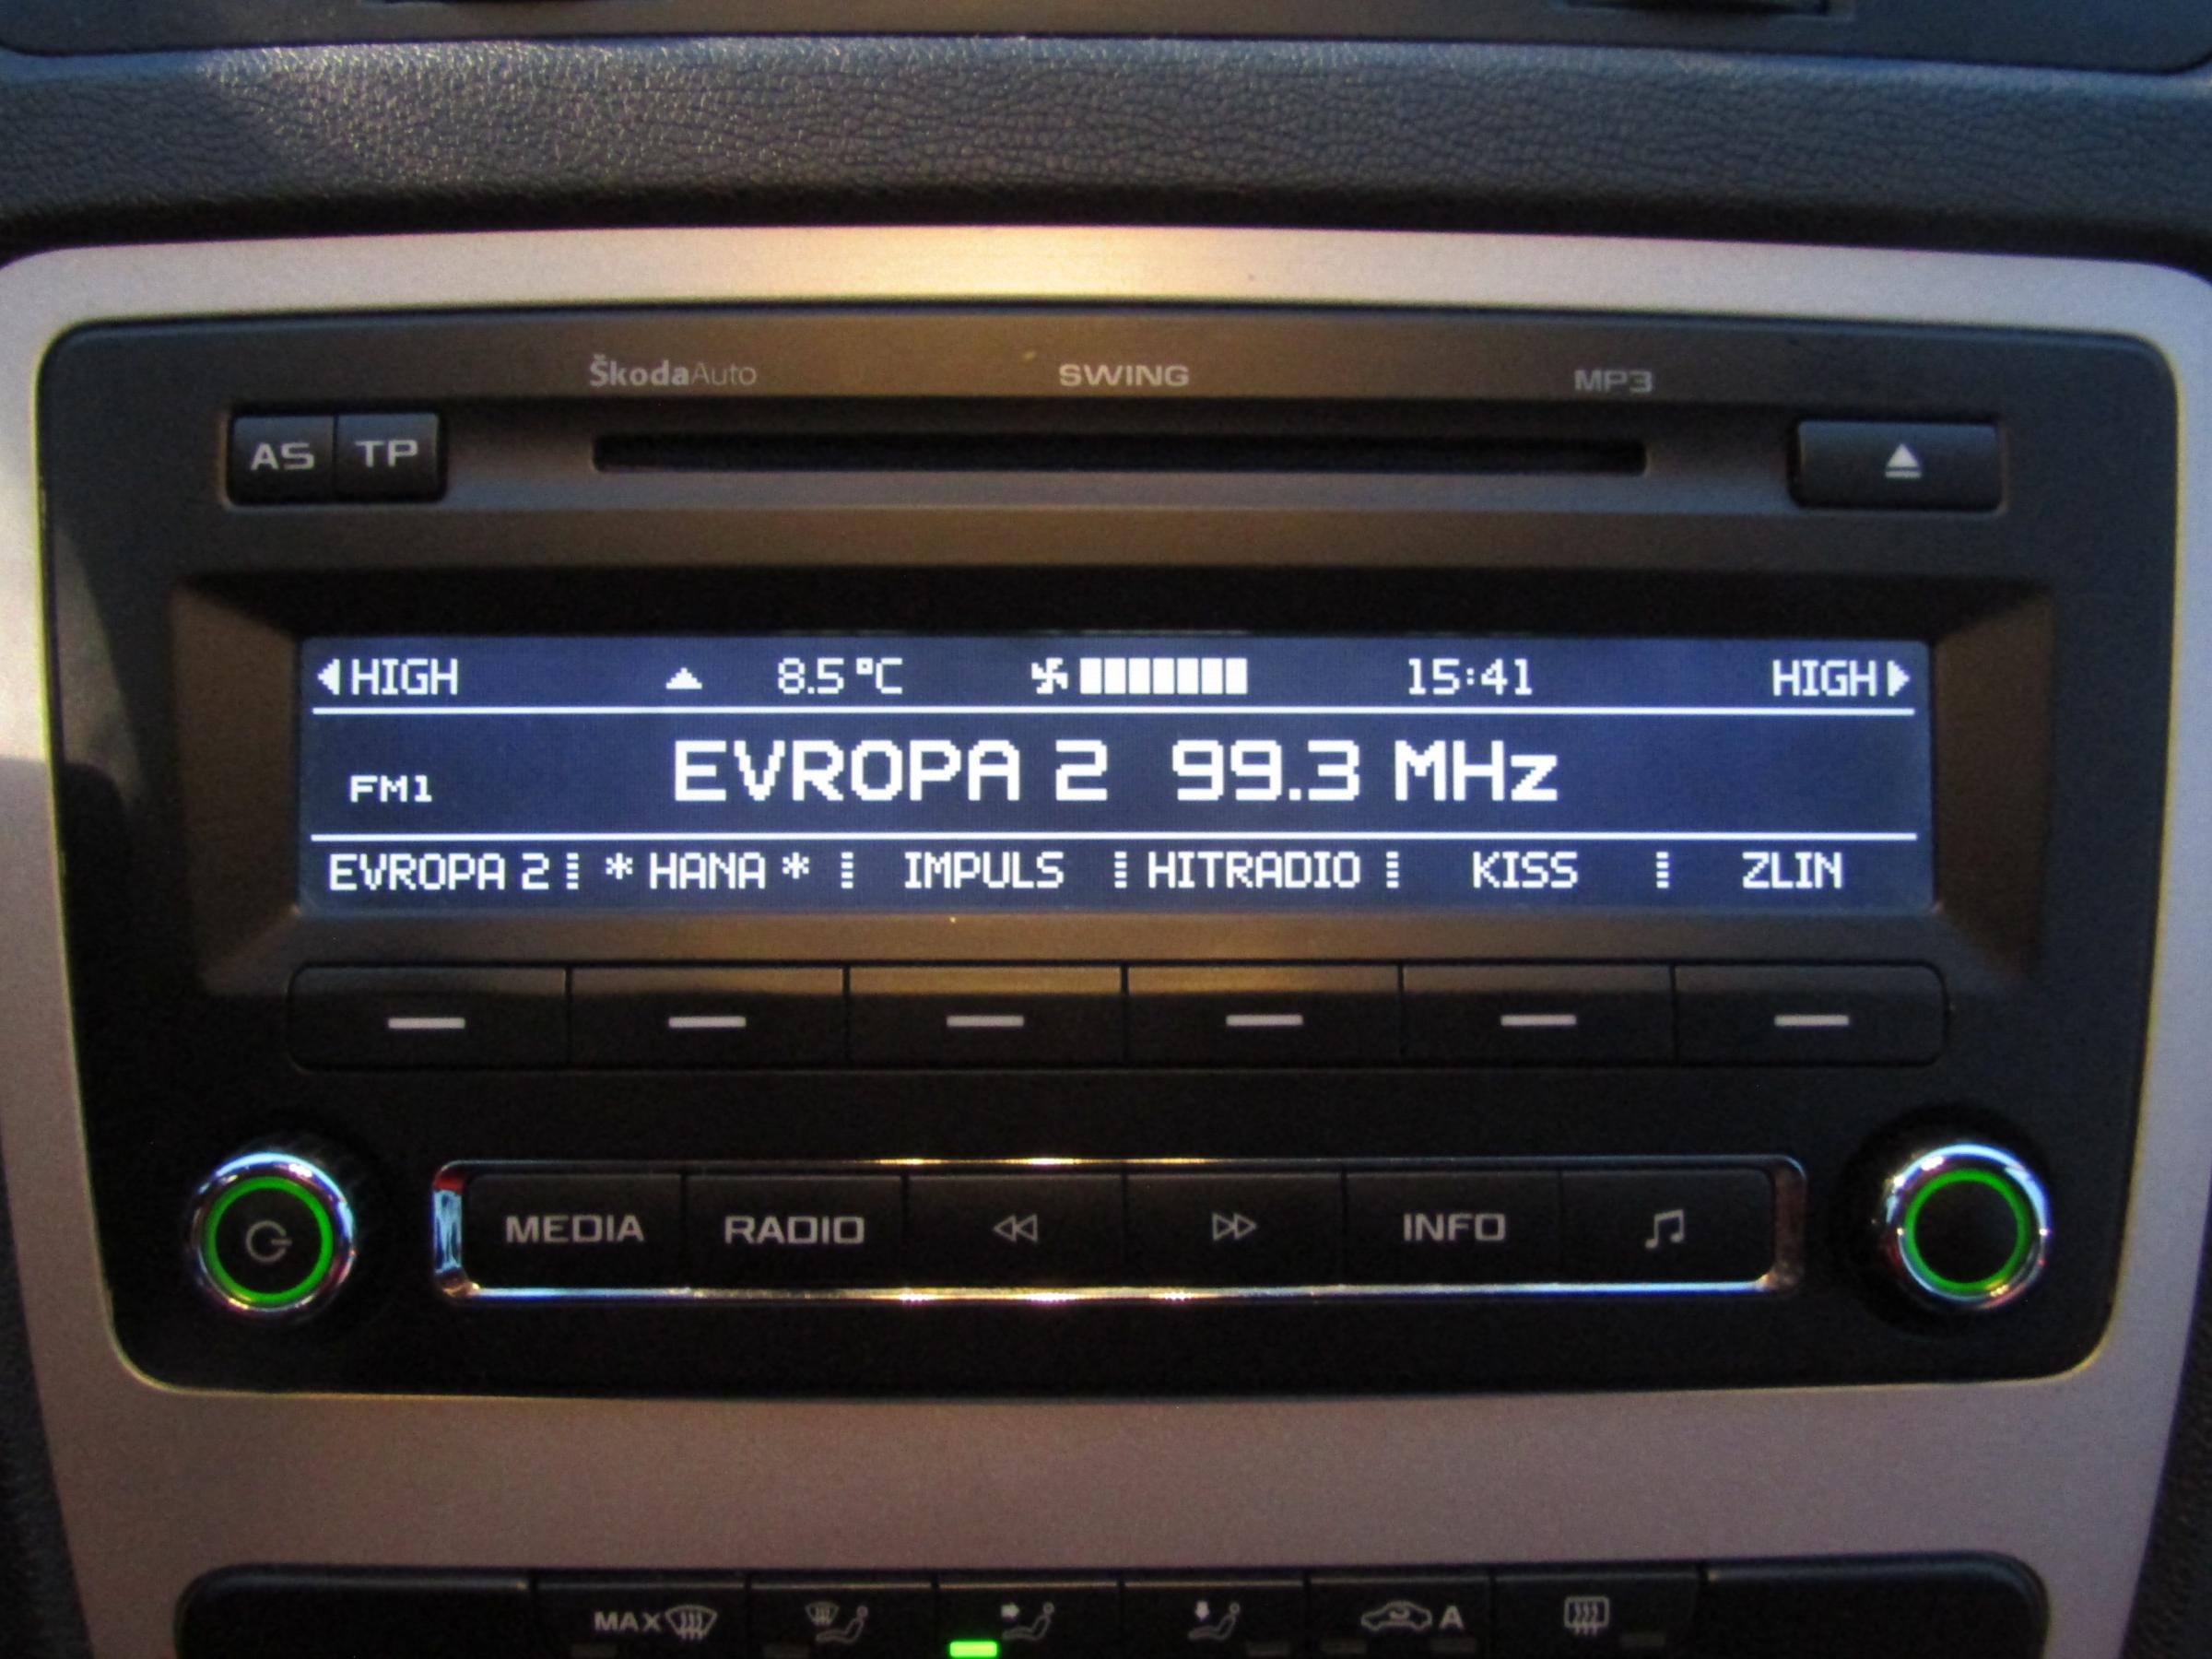 ŠkodaAuto SWING MP3
AS TP
HIGH 8.5°C 15:41 HIGH
FM1 EVROPA 2 99.3 MHz
EVROPA 2 * HANA * IMPULS HITRADIO KISS ZLIN
MEDIA RADIO INFO
MAX A